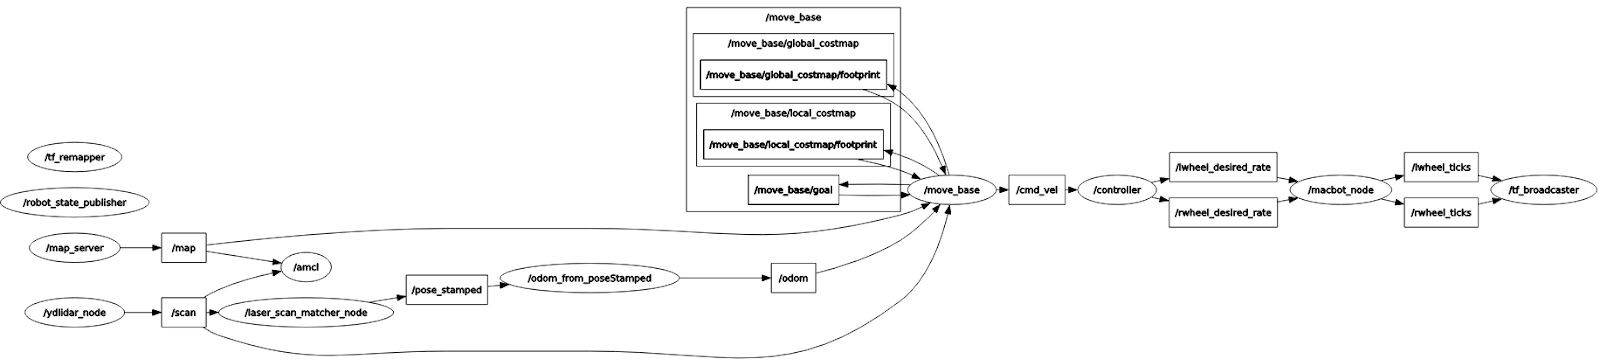 /move_base
/move_base/global_costmap
/move_base/global_costmap/footprint
/move_base/local_costmap
/move_base/local_costmap/footprint
/move_base/goal
/tf_remapper
/robot_state_publisher
/map_server
/map
/amcl
/ydlidar_node
/scan
/laser_scan_matcher_node
/pose_stamped
/odom_from_poseStamped
/odom
/move_base
/cmd_vel
/controller
/lwheel_desired_rate
/rwheel_desired_rate
/macbot_node
/lwheel_ticks
/rwheel_ticks
/tf_broadcaster